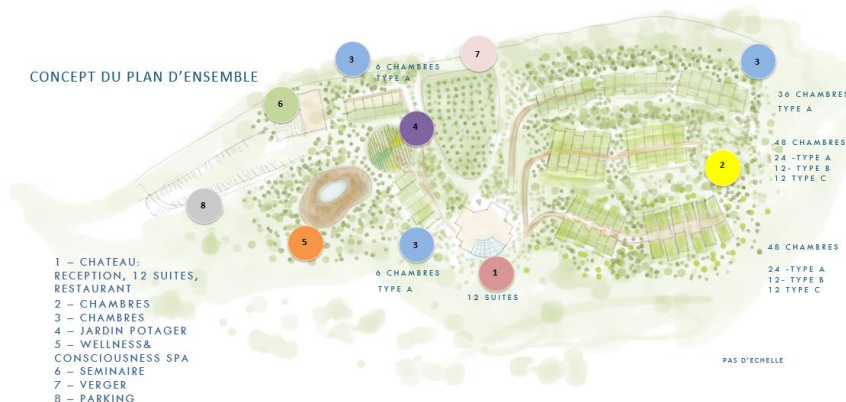 3
7
6 CHAMBRES
TYPE A
3
CONCEPT DU PLAN D'ENSEMBLE
36 CHAMBRES
TYPE A
6
4
48 CHAMBRES
24 -TYPE A
12- TYPE B
12 TYPE C
2
8
5
3
48 CHAMBRES
24 -TYPE A
12- TYPE B
12 TYPE C
6 CHAMBRES
TYPE A
1
12 SUITES
1 – CHATEAU:
RECEPTION, 12 SUITES,
RESTAURANT
2 – CHAMBRES
3 – CHAMBRES
4 – JARDIN POTAGER
5 – WELLNESS&
CONSCIOUSNESS SPA
6 – SEMINAIRE
7 – VERGER
8 – PARKING
PAS D'ECHELLE